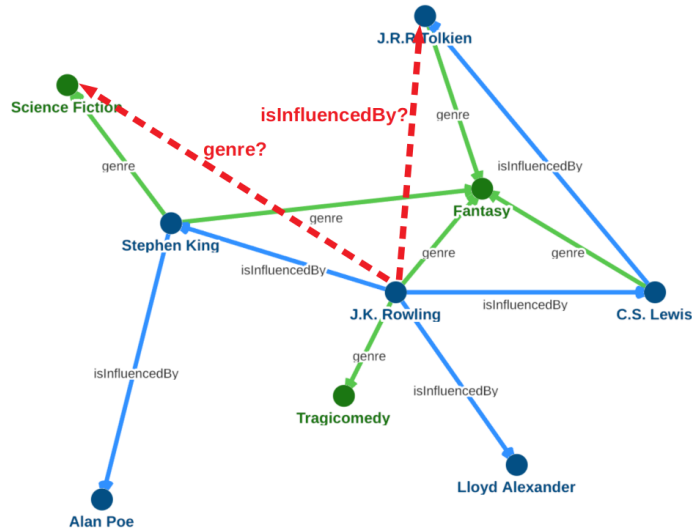 J.R.R.Tolkien
Science Fiction
isInfluencedBy?
genre
genre?
genre
isInfluencedBy
Fantasy
genre
Stephen King
genre
genre
isInfluencedBy
isInfluencedBy
J.K. Rowling
C.S. Lewis
genre
isInfluencedBy
isInfluencedBy
Tragicomedy
Lloyd Alexander
Alan Poe